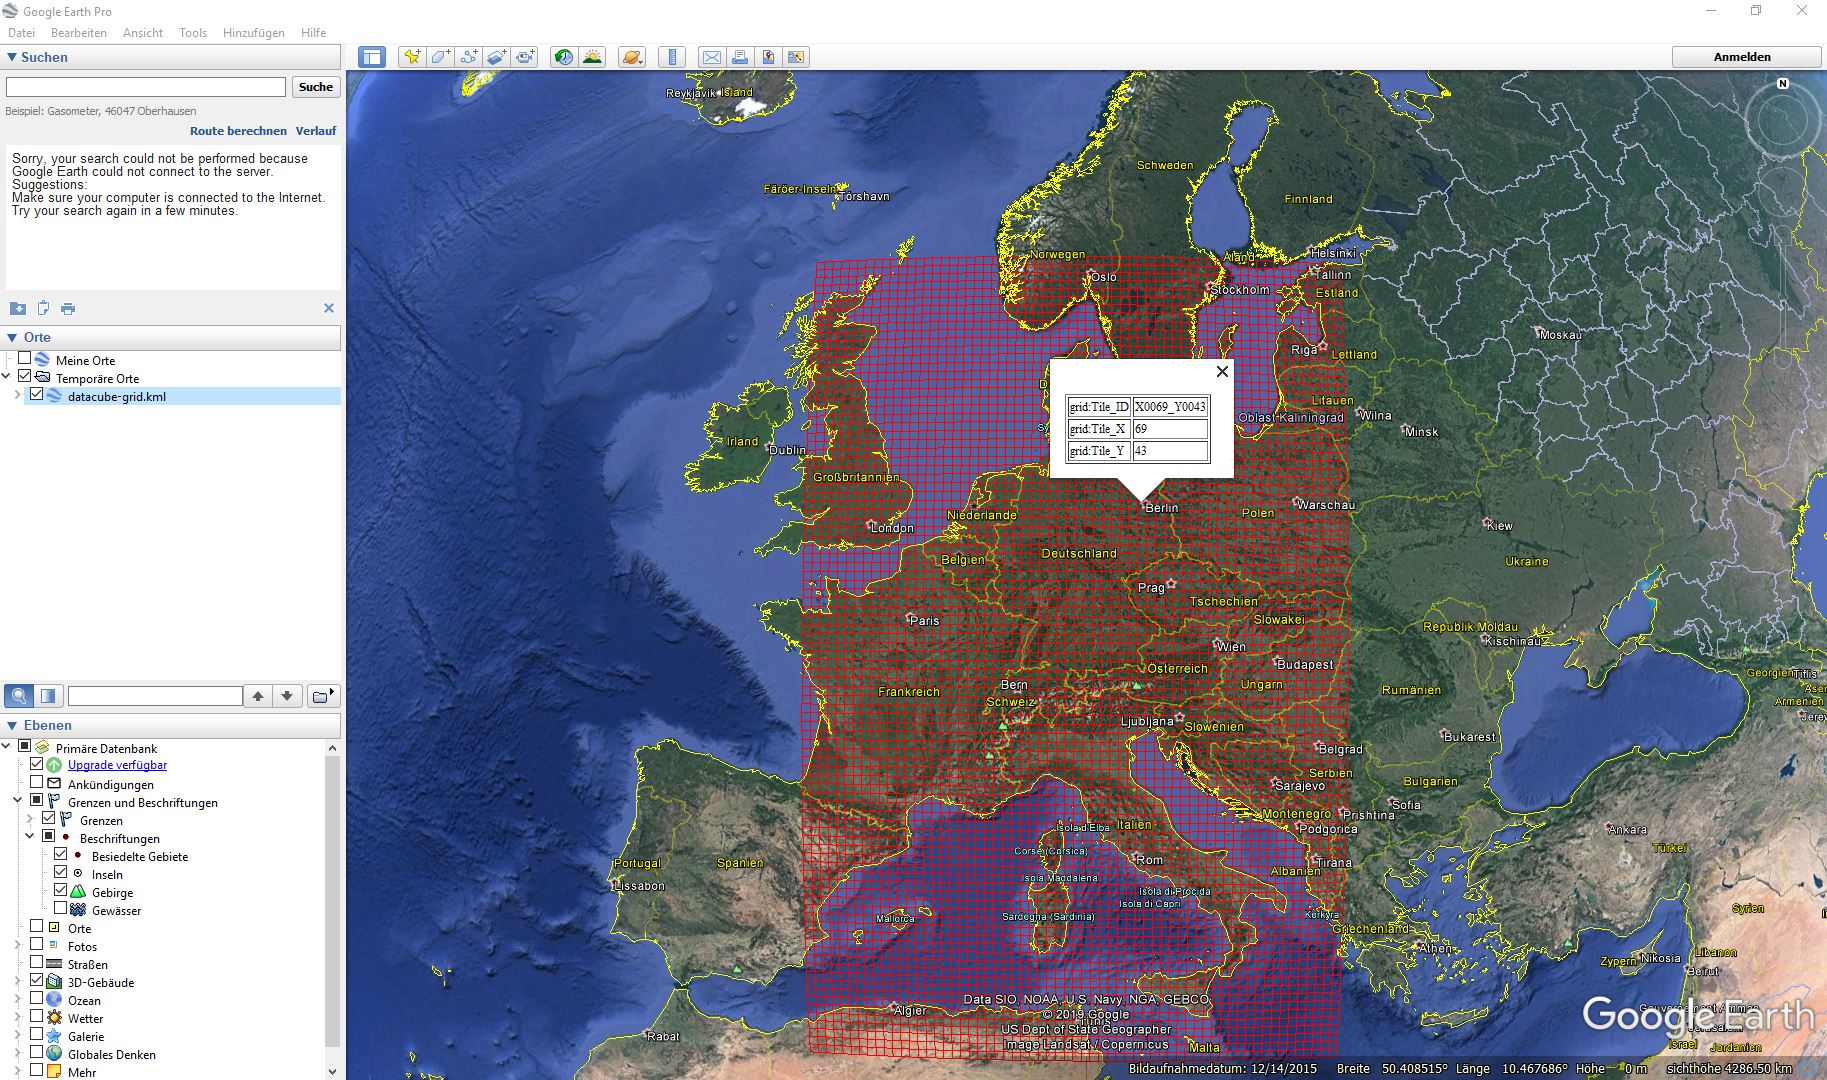 Google Earth Pro
Datei Bearbeiten Ansicht Tools Hinzufügen Hilfe
Suchen
Suche
Beispiel: Gasometer, 46047 Oberhausen
Route berechnen Verlauf
Sorry, your search could not be performed because
Google Earth could not connect to the server.
Suggestions:
Make sure your computer is connected to the Internet.
Try your search again in a few minutes.
Orte
Meine Orte
Temporäre Orte
datacube-grid.kml
Ebenen
Primäre Datenbank
Upgrade verfügbar
Ankündigungen
Grenzen und Beschriftungen
Grenzen
Beschriftungen
Besiedelte Gebiete
Inseln
Gebirge
Gewässer
Orte
Fotos
Straßen
3D-Gebäude
Ozean
Wetter
Galerie
Globales Denken
Mehr
Anmelden
N
Reykjavik Island
Schweden
Färöer-Inseln
Tórshavn
Finnland
Norwegen
Åland
Helsinki
Oslo
Tallinn
Stockholm
Estland
Moskau
Riga
Lettland
grid:Tile_ID X0069_Y0043
grid:Tile_X 69
grid:Tile_Y 43
Litauen
Oblast Kaliningrad
Wilna
Minsk
Irland
Dublin
Großbritannien
London
Niederlande
Berlin
Polen
Warschau
Kiew
Belgien
Deutschland
Ukraine
Prag
Tschechien
Slowakei
Paris
Republik Moldau
Kischinau
Wien
Budapest
Österreich
Bern
Schweiz
Ungarn
Frankreich
Rumänien
Georgien
Tiflis
Armenien
Ljubljana
Slowenien
Bukarest
Belgrad
Serbien
Sarajevo
Bulgarien
Sofia
Montenegro
Prishtina
Podgorica
Isola d'Elba
Italien
Corse (Corsica)
Ankara
Türkei
Portugal
Spanien
Rom
Tirana
Albanien
Lissabon
Isola Maddalena
Isola di Procida
Isola di Capri
Mallorca
Sardegna (Sardinia)
Kerkyra
Griechenland
Athen
Syrien
Zypern
Nikosia
Libanon
Beirut
Algier
Rabat
Tunis
Malta
Israel
Jordanien
Data SIO, NOAA, U.S. Navy, NGA, GEBCO
© 2019 Google
US Dept of State Geographer
Image Landsat / Copernicus
Google Earth
Bildaufnahmedatum: 12/14/2015 Breite 50.408515° Länge 10.467686° Höhe 0 m sichthöhe 4286.50 km